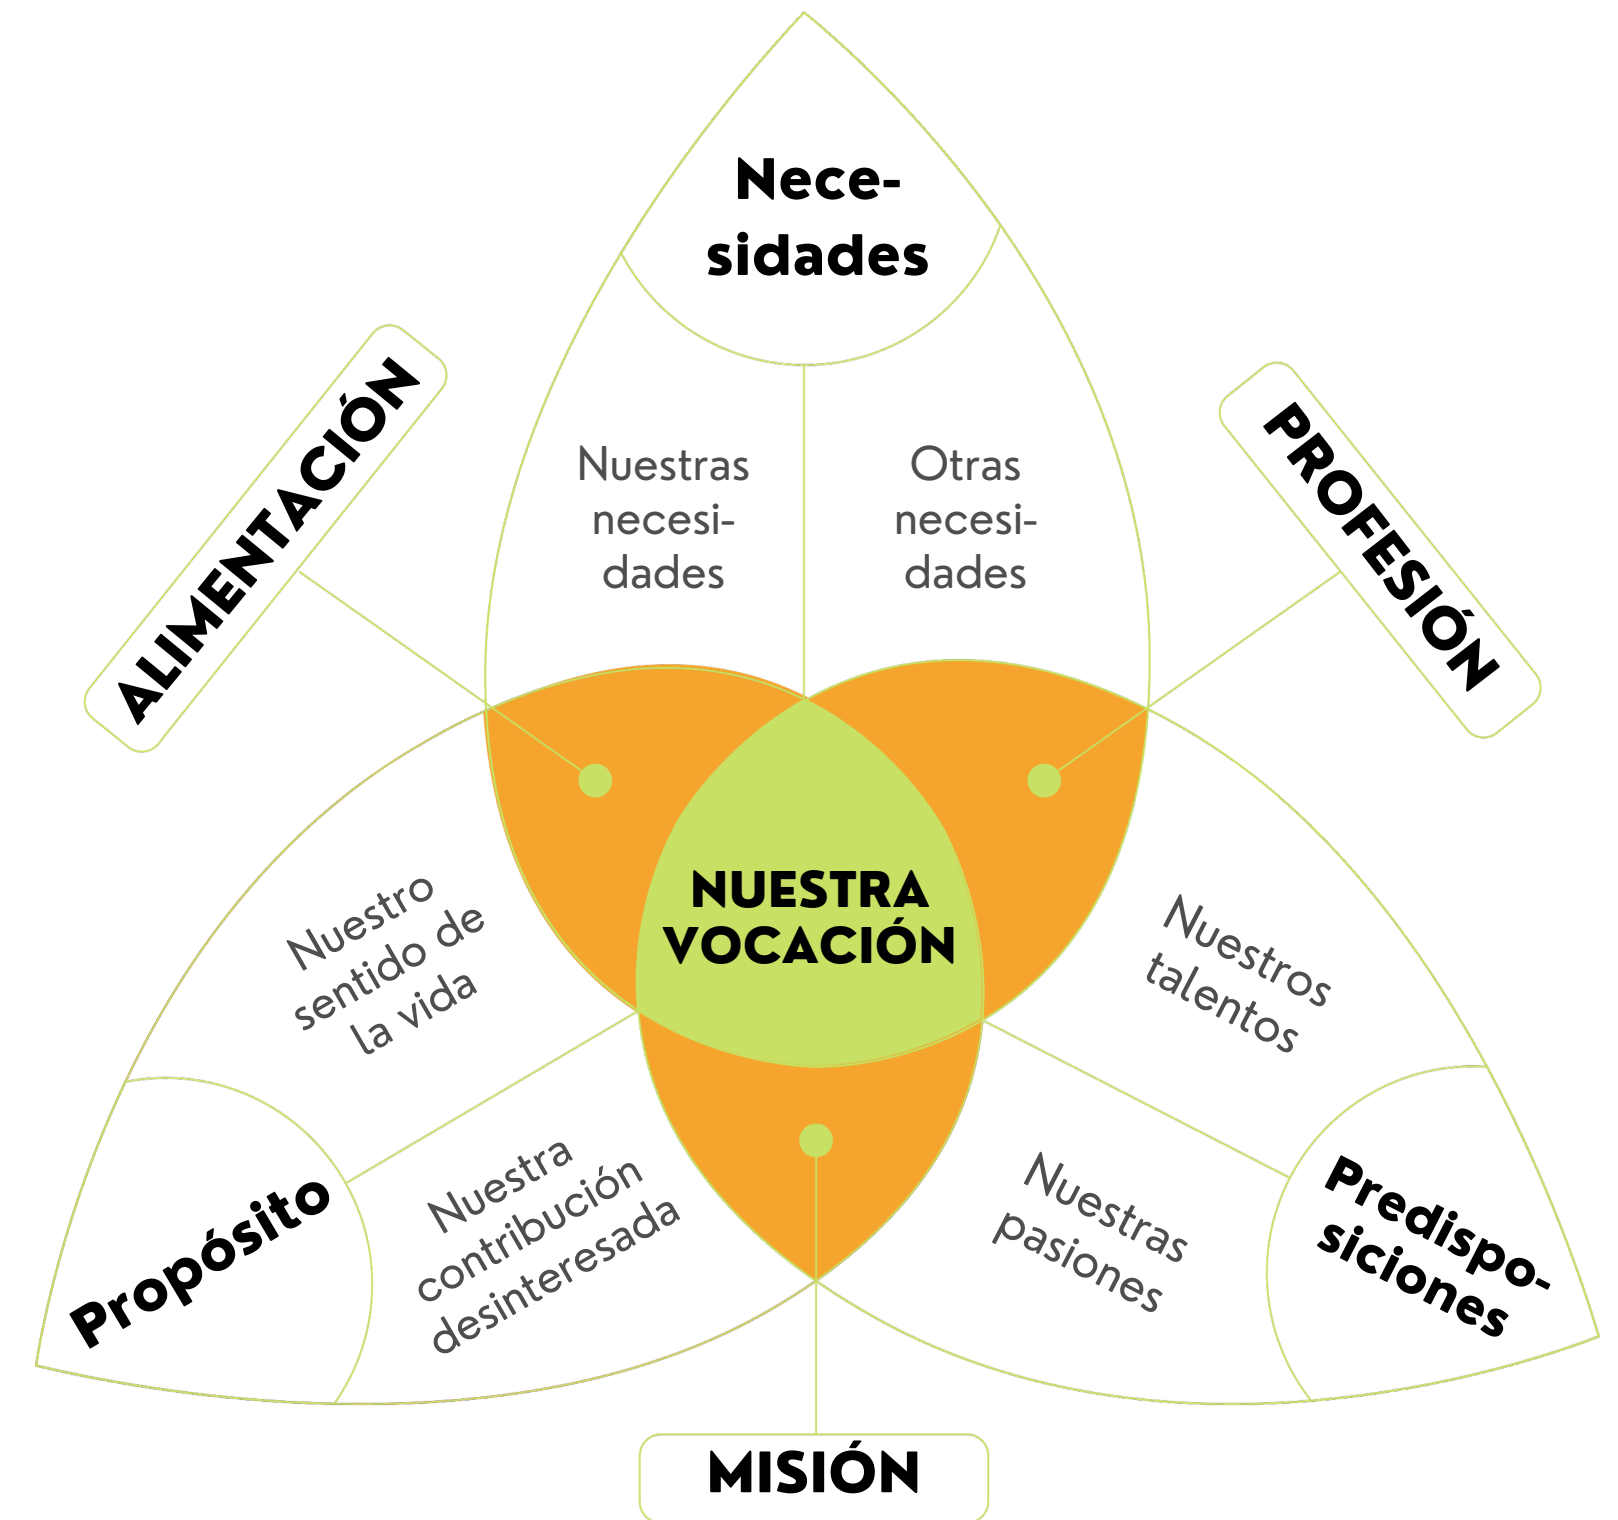 Nece-
sidades
ALIMENTACIÓN
PROFESIÓN
Nuestras
necesi-
dades
Otras
necesi-
dades
NUESTRA
VOCACIÓN
Nuestro
sentido de
la vida
Nuestros
talentos
Propósito
Nuestra
contribución
desinteresada
Nuestras
pasiones
Predispo-
siciones
MISIÓN